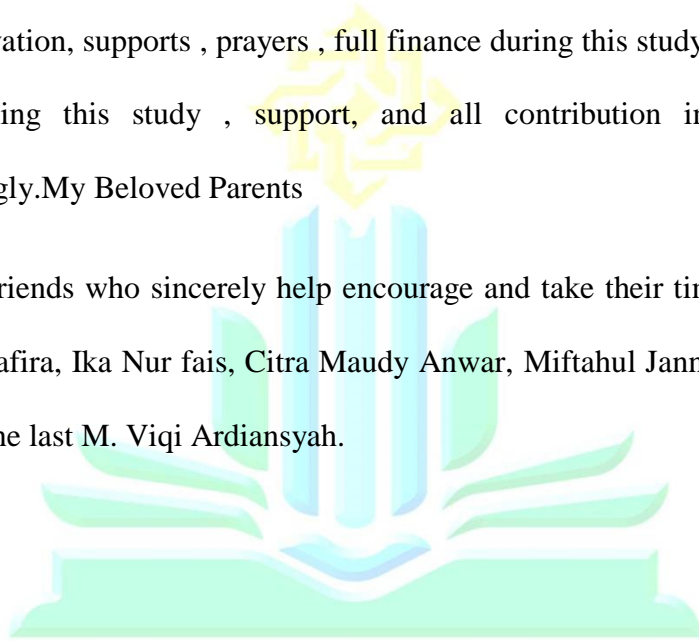 vation, supports , prayers , full finance during this study
ing this study , support, and all contribution in
gly.My Beloved Parents
riends who sincerely help encourage and take their tin
afira, Ika Nur fais, Citra Maudy Anwar, Miftahul Jann
he last M. Viqi Ardiansyah.